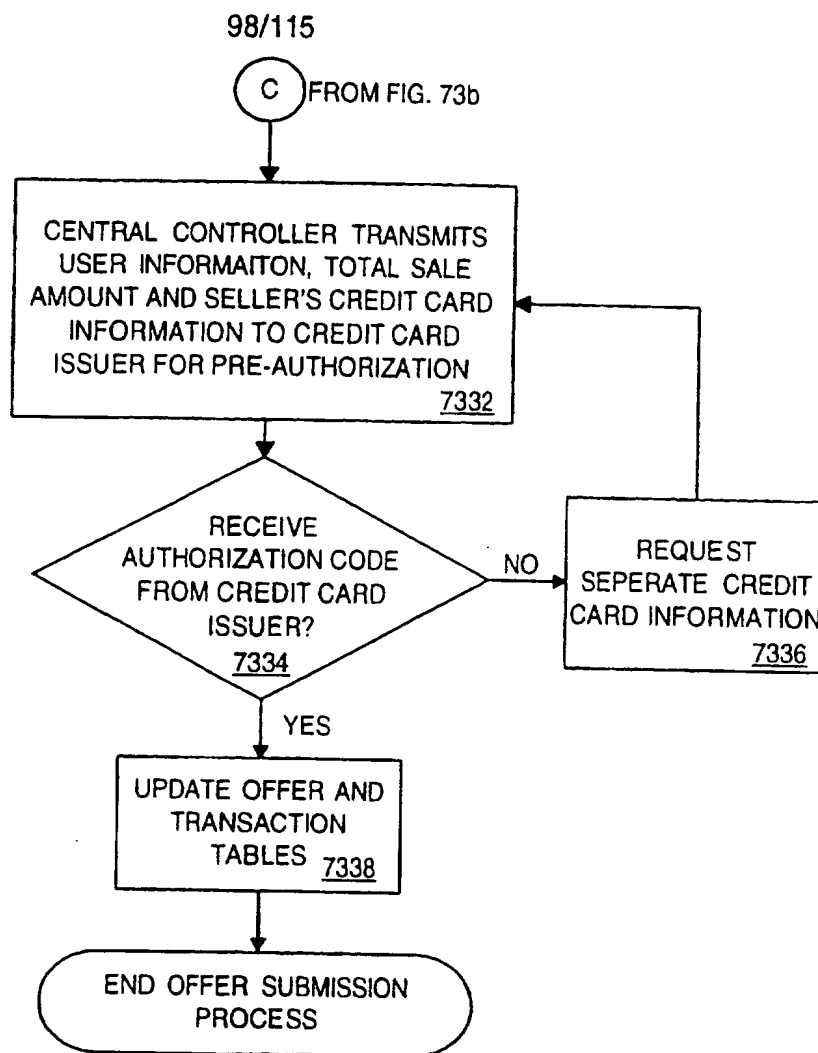 98/115
C FROM FIG. 73b
CENTRAL CONTROLLER TRANSMITS
USER INFORMAITON, TOTAL SALE
AMOUNT AND SELLER'S CREDIT CARD
INFORMATION TO CREDIT CARD
ISSUER FOR PRE-AUTHORIZATION
7332
RECEIVE
AUTHORIZATION CODE
FROM CREDIT CARD
ISSUER?
7334
NO
REQUEST
SEPERATE CREDIT
CARD INFORMATION
7336
YES
UPDATE OFFER AND
TRANSACTION
TABLES 7338
END OFFER SUBMISSION
PROCESS